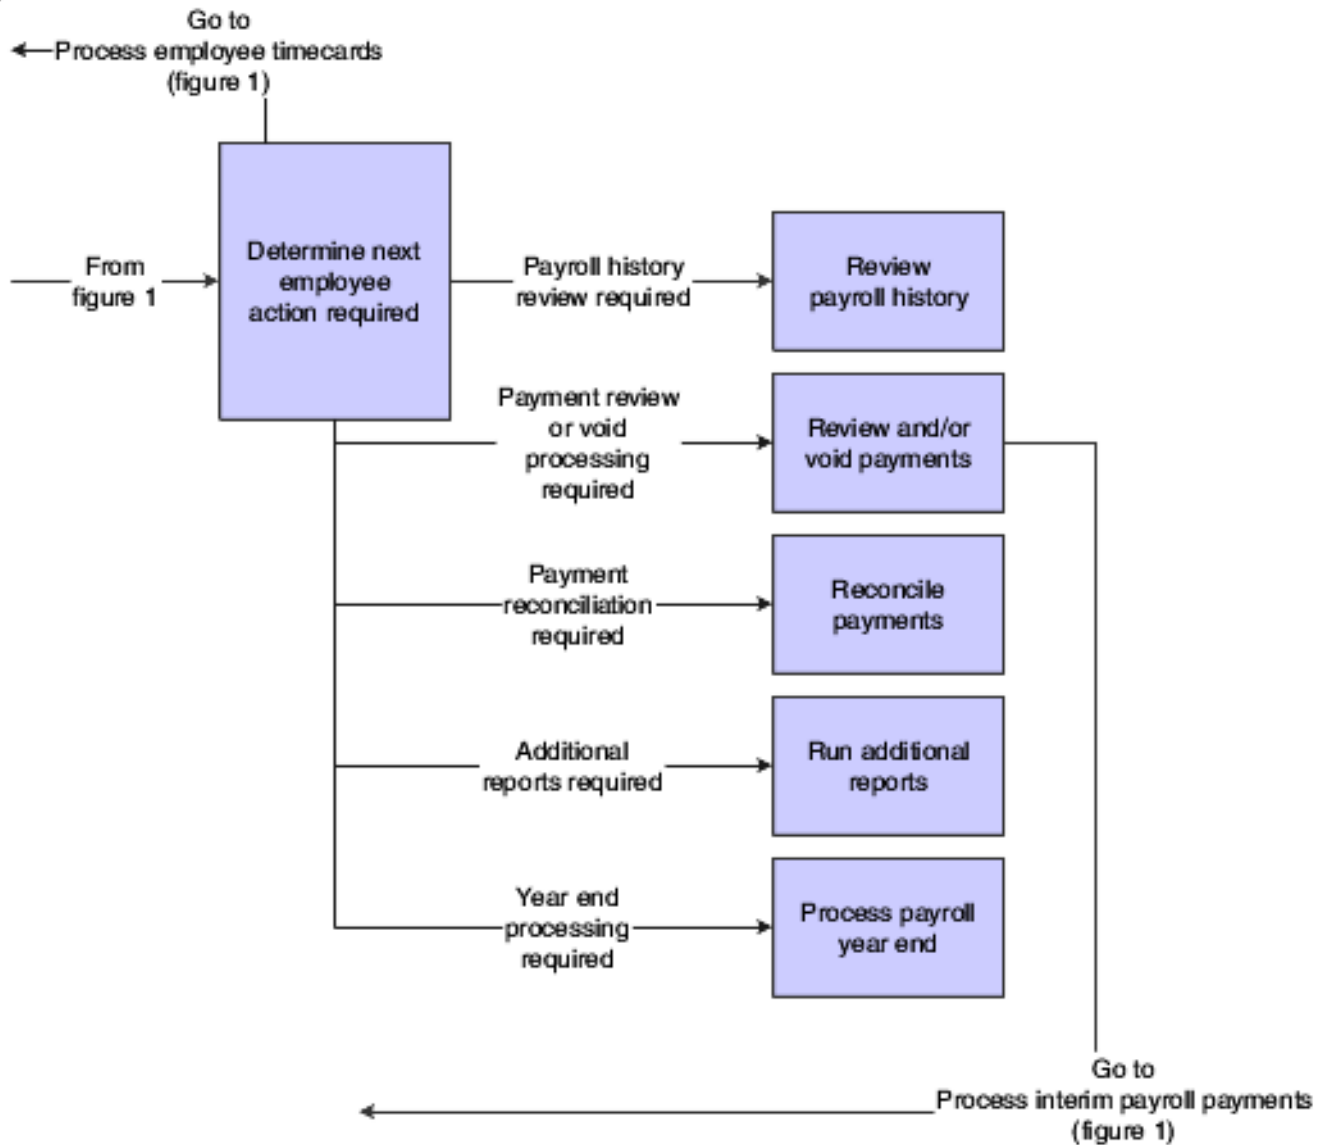 Go to
Process employee timecards
(figure 1)
From
figure 1
Determine next
employee
action required
Payroll history
review required
Review
payroll history
Payment review
or void
processing
required
Review and/or
void payments
Payment
reconciliation
required
Reconcile
payments
Additional
reports required
Run additional
reports
Year end
processing
required
Process payroll
year end
Go to
Process interim payroll payments
(figure 1)